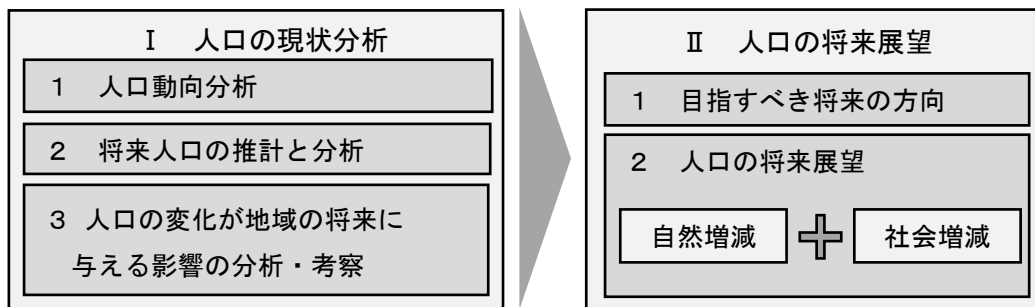 Ⅰ　人口の現状分析
１　人口動向分析
２　将来人口の推計と分析
３ 人口の変化が地域の将来に
与える影響の分析・考察
Ⅱ　人口の将来展望
１　目指すべき将来の方向
２　人口の将来展望
自然増減
社会増減